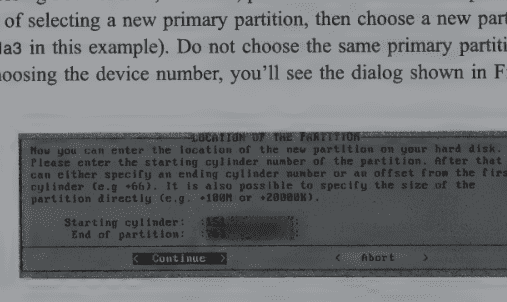 of selecting a new primary partition, then choose a new part
da3 in this example). Do not choose the same primary partiti
hoosing the device number, you'll see the dialog shown in F
LOCATION OF THE PARTITION
Now you can enter the location of the new partition on your hard disk.
Please enter the starting cylinder number of the partition. After that
can either specify an ending cylinder number or an offset from the firs
cylinder (e.g +66). It is also possible to specify the size of the
partition directly (e.g. +100M or +20000K).
Starting cylinder:
End of partition:
< Continue > < Abort >